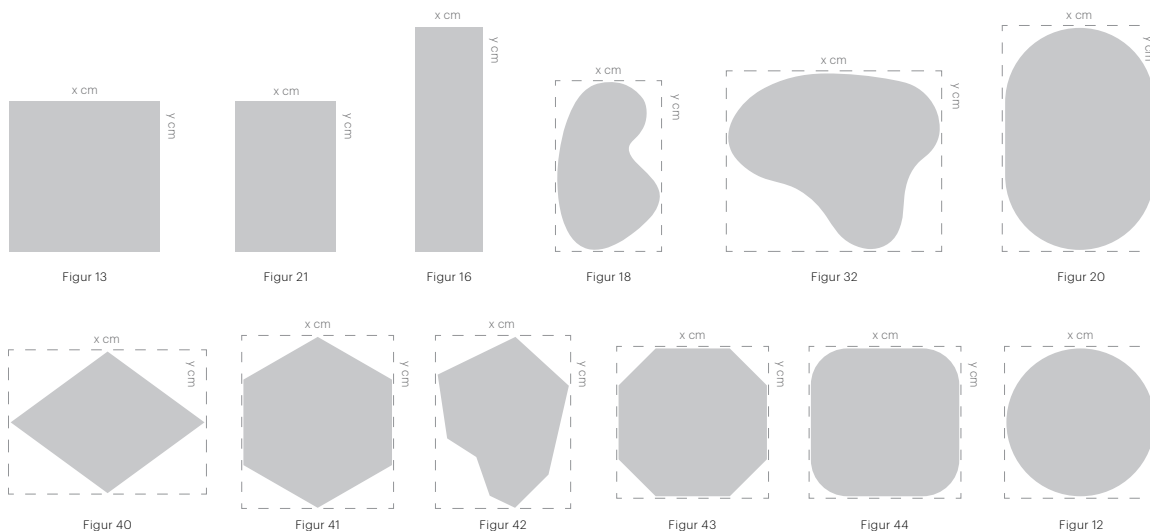 x cm
y cm
Figur 13
x cm
y cm
Figur 21
x cm
y cm
Figur 16
x cm
y cm
Figur 18
x cm
y cm
Figur 32
x cm
y cm
Figur 20
x cm
y cm
Figur 40
x cm
y cm
Figur 41
x cm
y cm
Figur 42
x cm
y cm
Figur 43
x cm
y cm
Figur 44
x cm
Figur 12